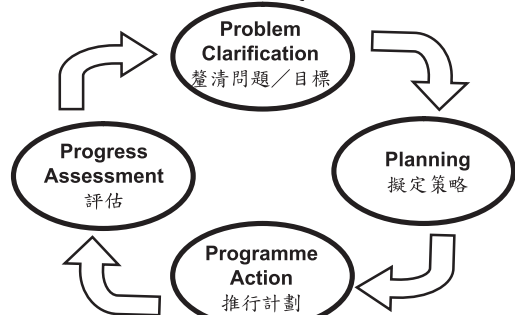 Problem
Clarification
釐清問題／目標
Planning
擬定策略
Programme
Action
推行計劃
Progress
Assessment
評估